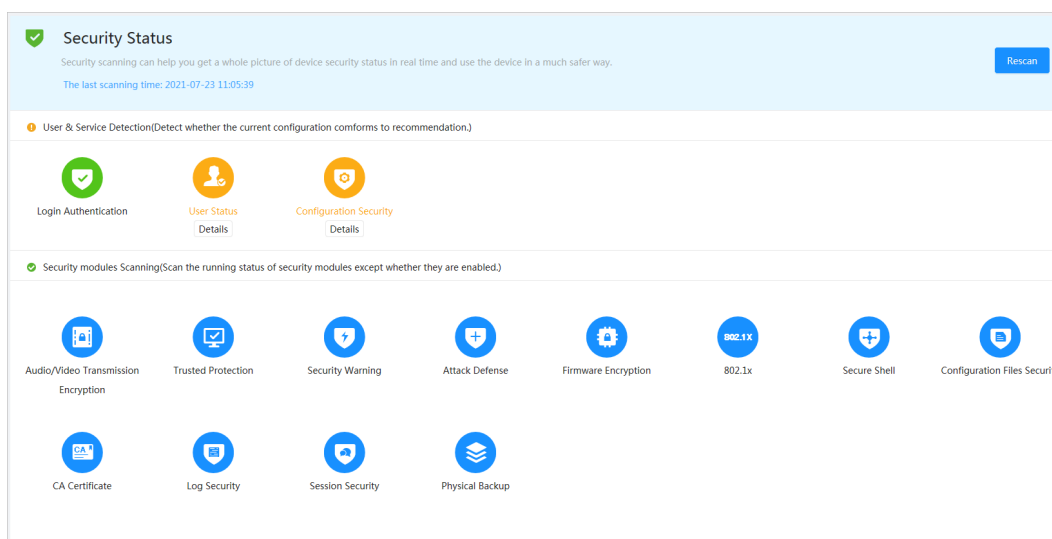 Security Status
Security scanning can help you get a whole picture of device security status in real time and use the device in a much safer way.
The last scanning time: 2021-07-23 11:05:39
Rescan
User & Service Detection(Detect whether the current configuration comforms to recommendation.)
Login Authentication
User Status
Configuration Security
Details
Details
Security modules Scanning(Scan the running status of security modules except whether they are enabled.)
802.1X
Audio/Video Transmission
Encryption
Trusted Protection
Security Warning
Attack Defense
Firmware Encryption
802.1x
Secure Shell
Configuration Files Securi
CA
CA Certificate
Log Security
Session Security
Physical Backup